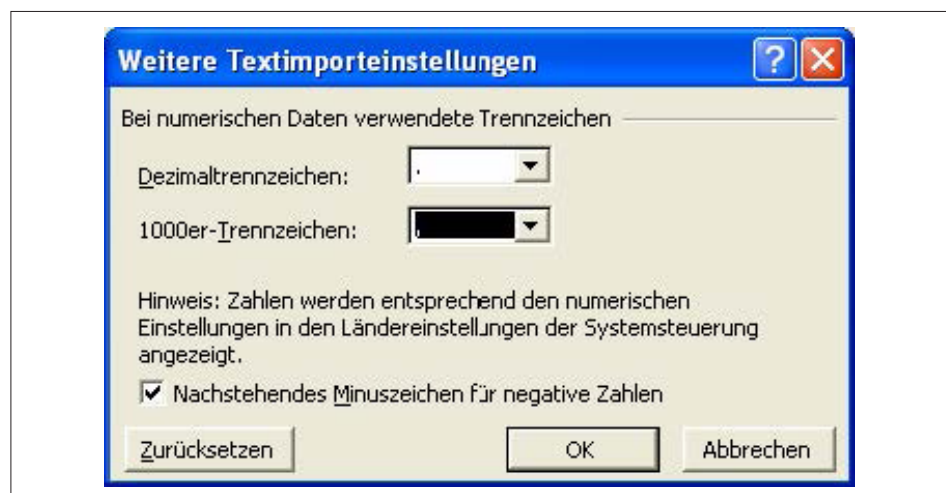 Weitere Textimporteinstellungen
Bei numerischen Daten verwendete Trennzeichen
Dezimaltrennzeichen: .
1000er-Trennzeichen: ,
Hinweis: Zahlen werden entsprechend den numerischen
Einstellungen in den Ländereinstellungen der Systemsteuerung
angezeigt.
Nachstehendes Minuszeichen für negative Zahlen
Zurücksetzen OK Abbrechen